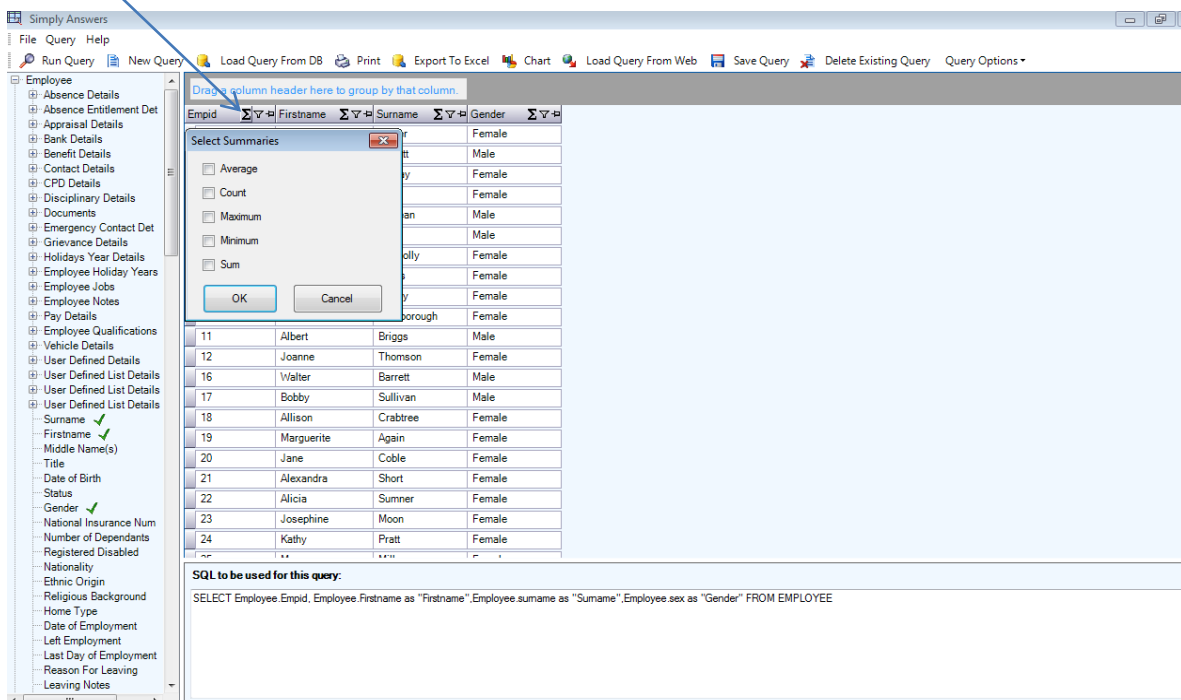 Simply Answers
File Query Help
Run Query New Query Load Query From DB Print Export To Excel Chart Load Query From Web Save Query Delete Existing Query Query Options
Employee
Absence Details
Absence Entitlement Det
Appraisal Details
Bank Details
Benefit Details
Contact Details
CPD Details
Disciplinary Details
Documents
Emergency Contact Det
Grievance Details
Holidays Year Details
Employee Holiday Years
Employee Jobs
Employee Notes
Pay Details
Employee Qualifications
Vehicle Details
User Defined Details
User Defined List Details
User Defined List Details
User Defined List Details
Surname
Firstname
Middle Name(s)
Title
Date of Birth
Status
Gender
National Insurance Num
Number of Dependants
Registered Disabled
Nationality
Ethnic Origin
Religious Background
Home Type
Date of Employment
Left Employment
Last Day of Employment
Reason For Leaving
Leaving Notes
Drag a column header here to group by that column.
Empid Σ Firstname Σ Surname Σ Gender Σ
Select Summaries
Average
Count
Maximum
Minimum
Sum
OK Cancel
r Female
tt Male
ay Female
Female
an Male
Male
olly Female
Female
y Female
borough Female
11 Albert Briggs Male
12 Joanne Thomson Female
16 Walter Barrett Male
17 Bobby Sullivan Male
18 Allison Crabtree Female
19 Marguerite Again Female
20 Jane Coble Female
21 Alexandra Short Female
22 Alicia Sumner Female
23 Josephine Moon Female
24 Kathy Pratt Female
SQL to be used for this query:
SELECT Employee.Empid, Employee.Firstname as "Firstname",Employee.surname as "Surname",Employee.sex as "Gender" FROM EMPLOYEE